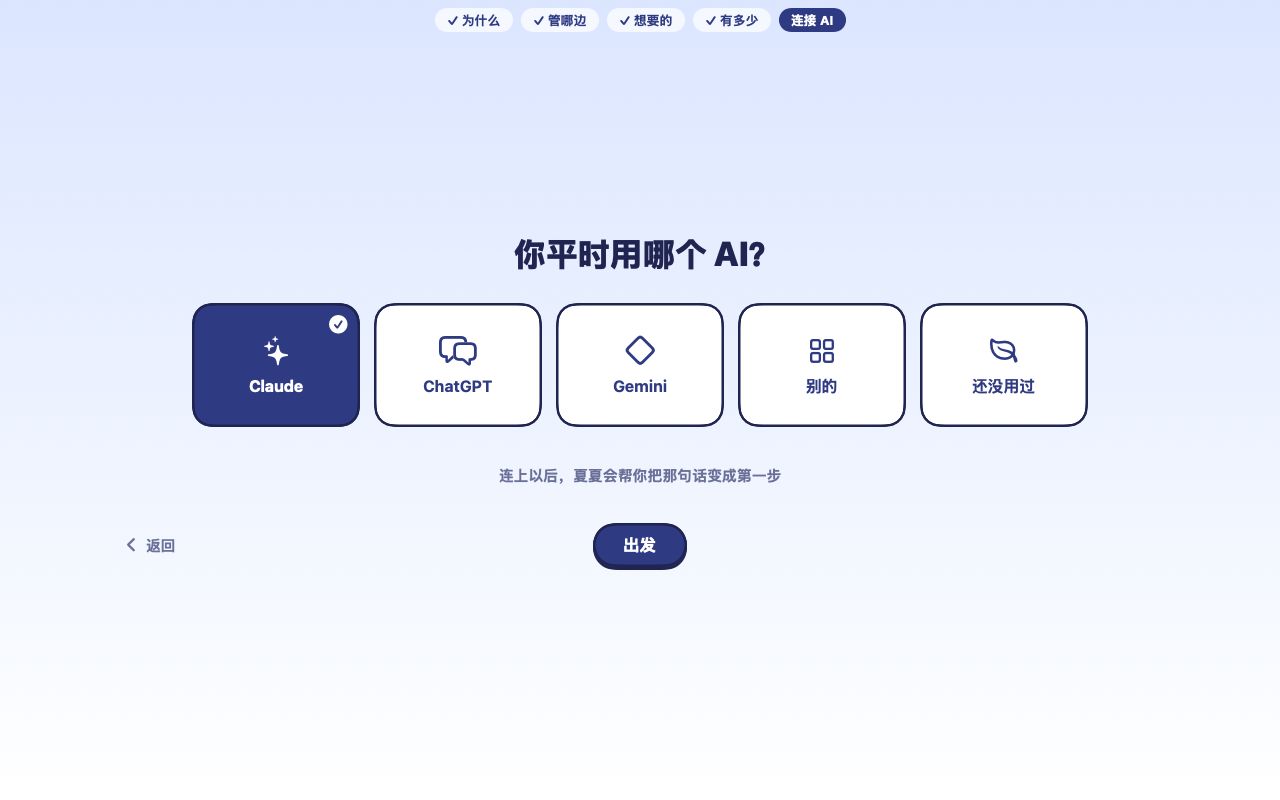 为什么 管哪边 想要的 有多少 连接 AI
你平时用哪个 AI?
Claude ChatGPT Gemini 别的 还没用过
连上以后，夏夏会帮你把那句话变成第一步
返回 出发